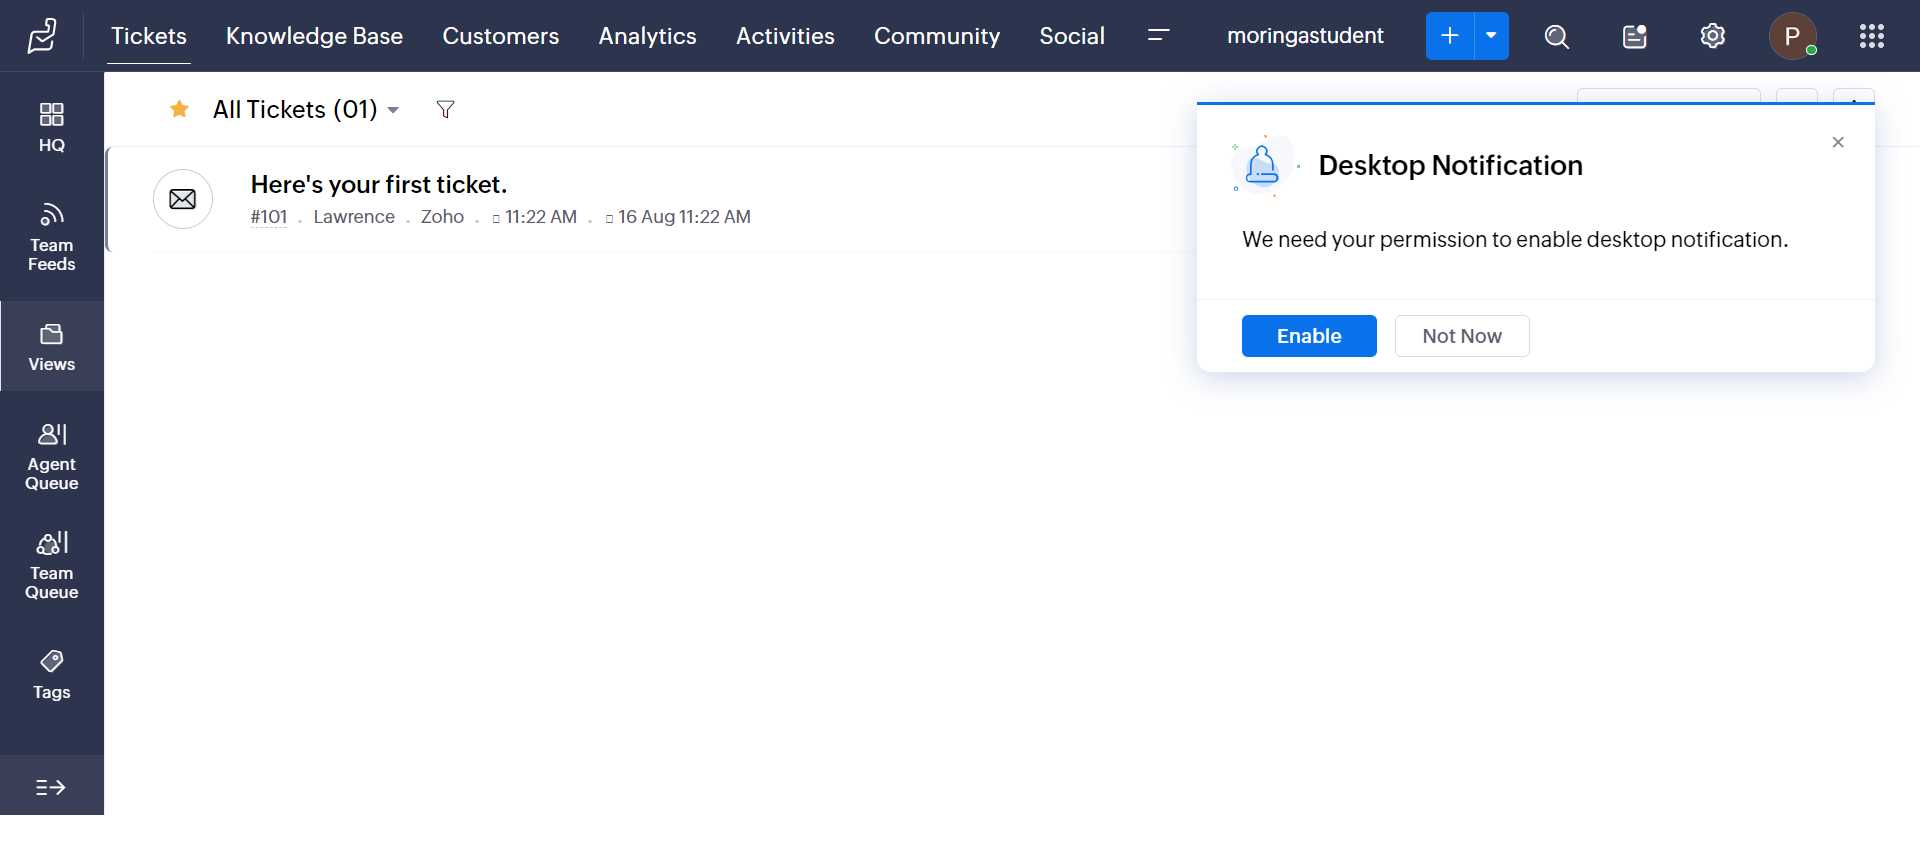 Tickets Knowledge Base Customers Analytics Activities Community Social moringastudent P
HQ
Team
Feeds
Views
Agent
Queue
Team
Queue
Tags
All Tickets (01)
Here's your first ticket.
#101 . Lawrence . Zoho . 11:22 AM . 16 Aug 11:22 AM
Desktop Notification
We need your permission to enable desktop notification.
Enable
Not Now